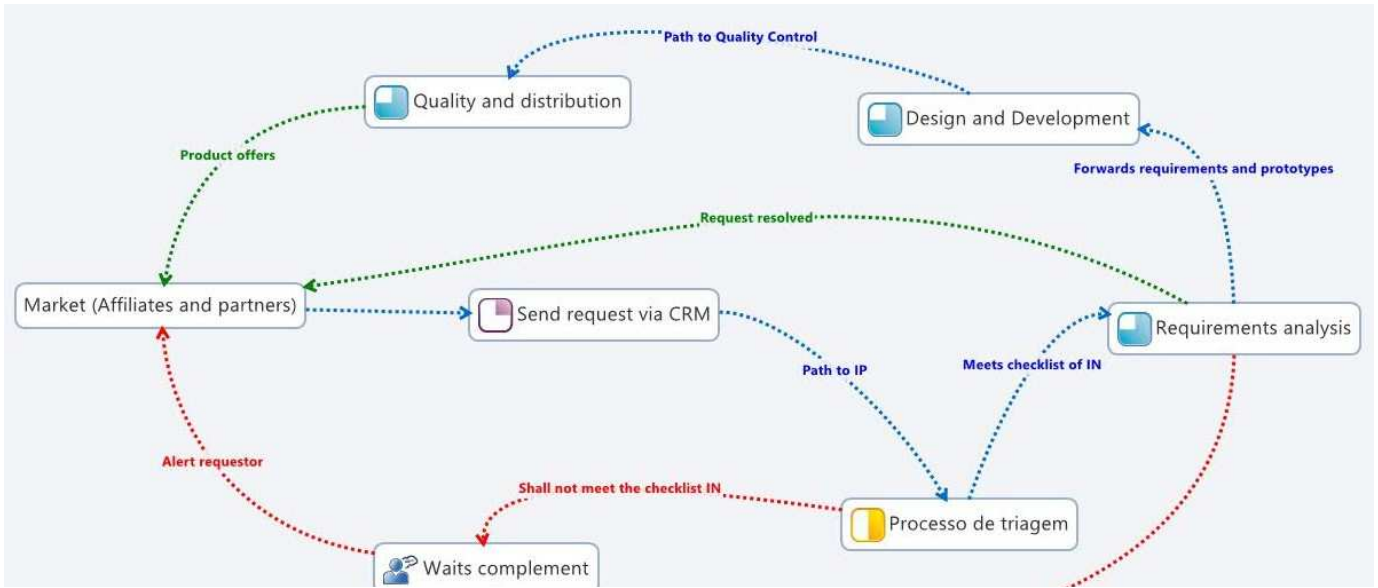 Path to Quality Control
Quality and distribution
Design and Development
Product offers
Forwards requirements and prototypes
Request resolved
Market (Affiliates and partners)
Send request via CRM
Requirements analysis
Path to IP
Meets checklist of IN
Alert requestor
Shall not meet the checklist IN
Processo de triagem
Waits complement